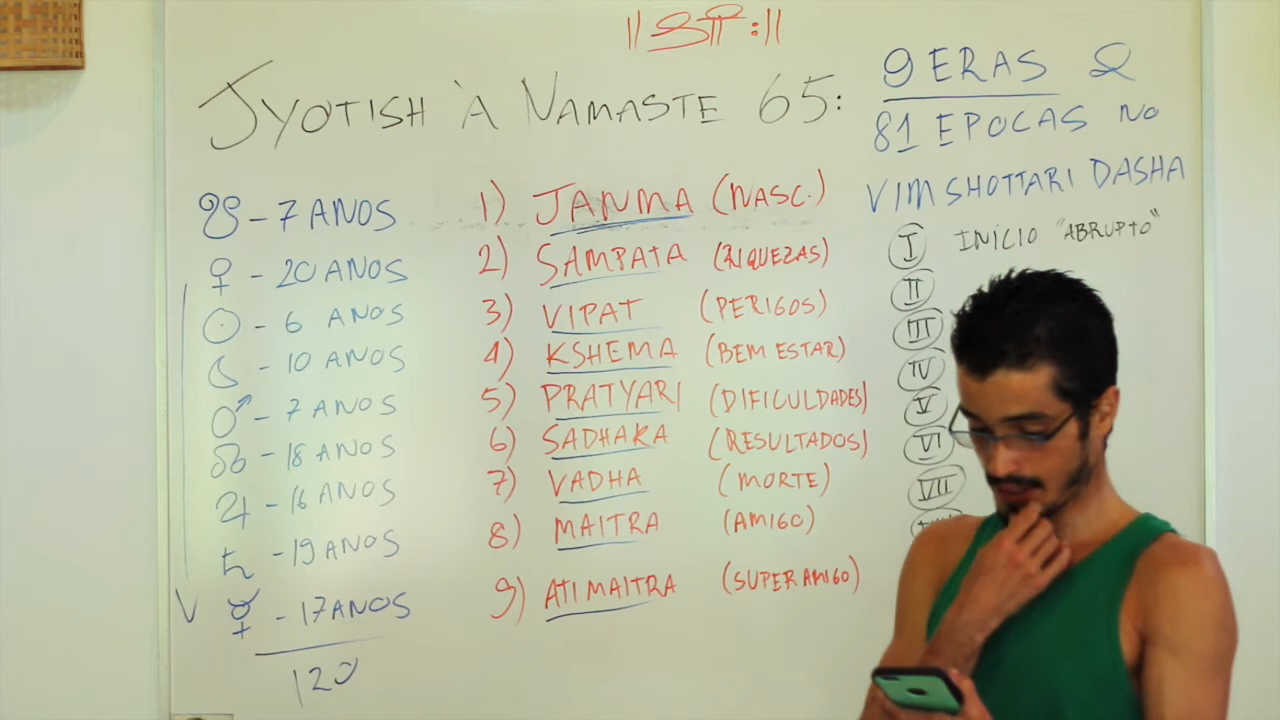 JYOTISH À NAMASTE 65:
9 ERAS &
81 EPOCAS NO
VIMSHOTTARI DASHA
☋ - 7 ANOS
♀ - 20 ANOS
☉ - 6 ANOS
☾ - 10 ANOS
♂ - 7 ANOS
☊ - 18 ANOS
♃ - 16 ANOS
♄ - 19 ANOS
☿ - 17 ANOS
120
1) JANMA (NASC.)
2) SAMPATA (RIQUEZAS)
3) VIPAT (PERIGOS)
4) KSHEMA (BEM ESTAR)
5) PRATYARI (DIFICULDADES)
6) SADHAKA (RESULTADOS)
7) VADHA (MORTE)
8) MAITRA (AMIGO)
9) ATIMAITRA (SUPER AMIGO)
I INÍCIO "ABRUPTO"
II
III
IV
V
VI
VII